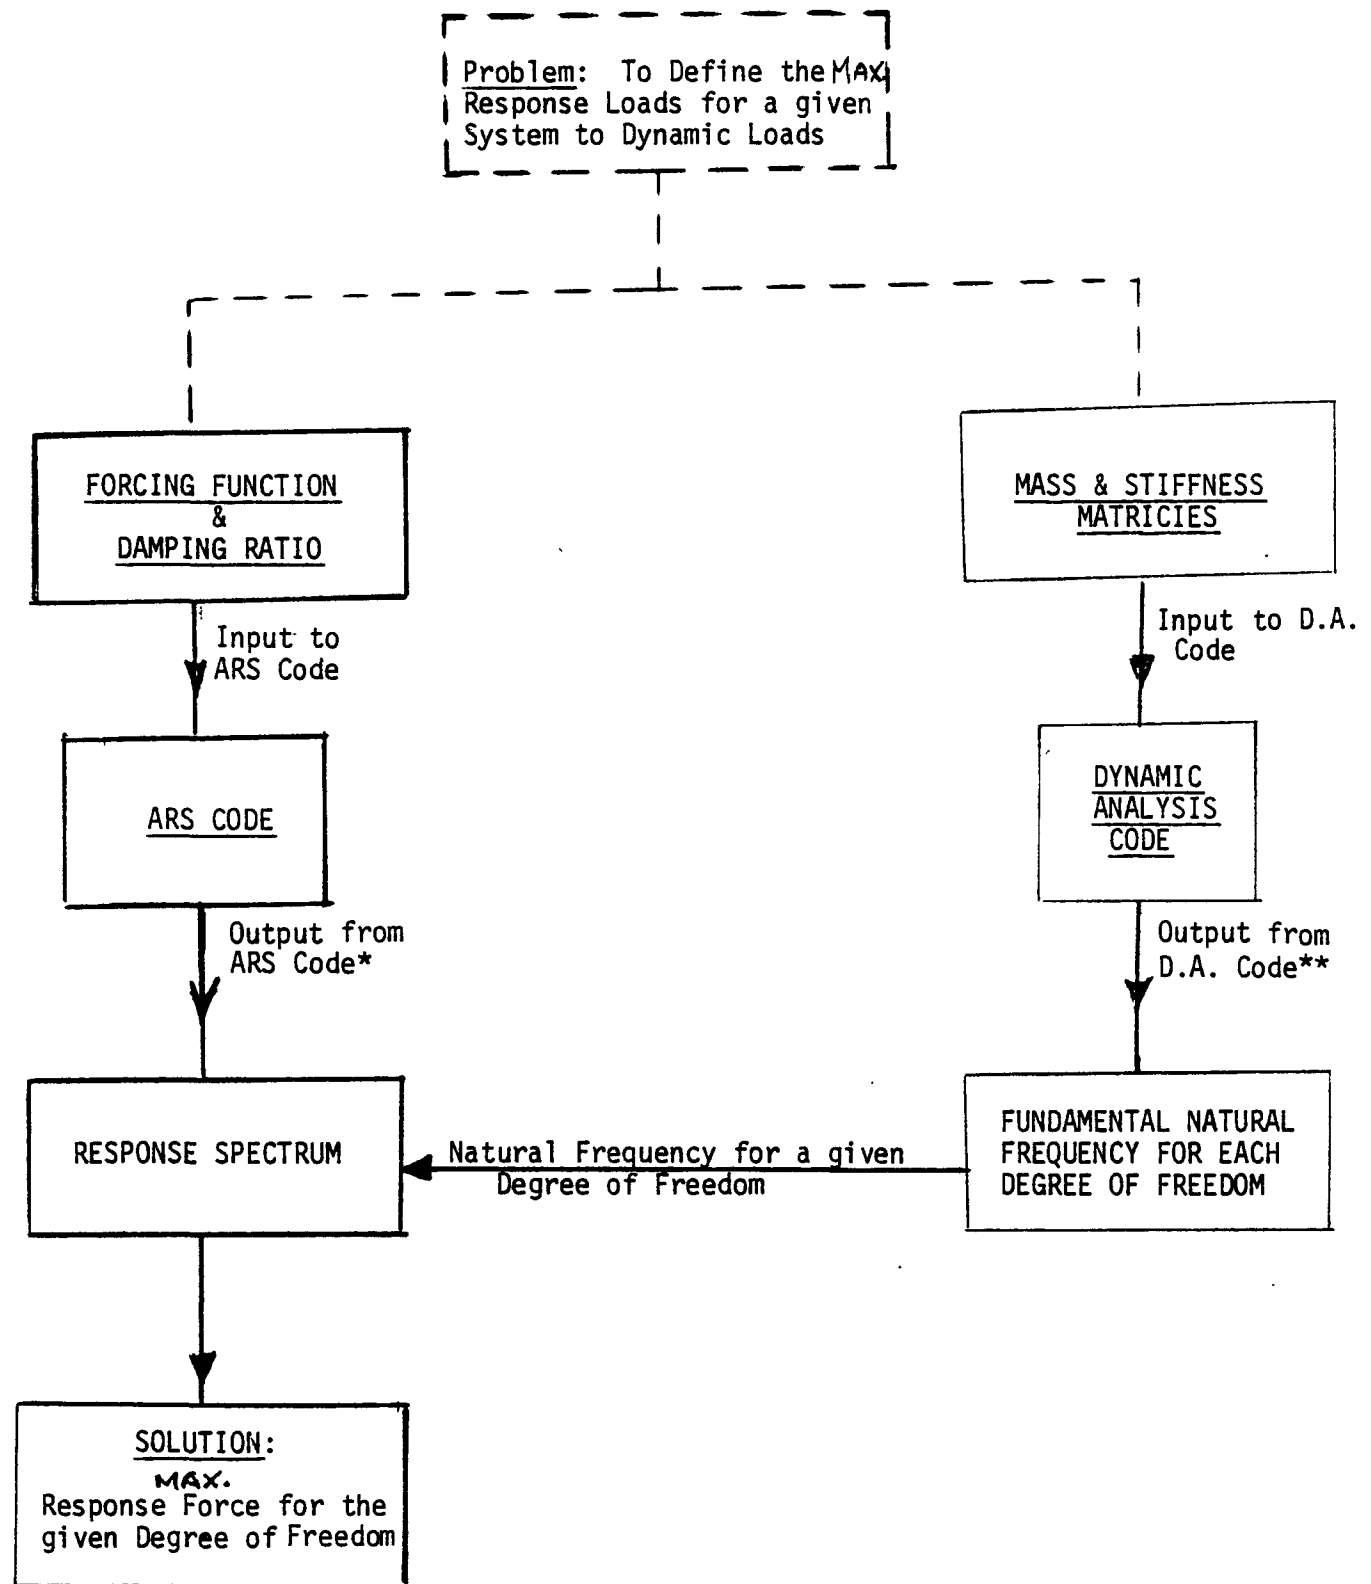 Problem: To Define the MAX.
Response Loads for a given
System to Dynamic Loads
FORCING FUNCTION
&
DAMPING RATIO
MASS & STIFFNESS
MATRICIES
Input to
ARS Code
Input to D.A.
Code
ARS CODE
DYNAMIC
ANALYSIS
CODE
Output from
ARS Code*
Output from
D.A. Code**
RESPONSE SPECTRUM
Natural Frequency for a given
Degree of Freedom
FUNDAMENTAL NATURAL
FREQUENCY FOR EACH
DEGREE OF FREEDOM
SOLUTION:
MAX.
Response Force for the
given Degree of Freedom